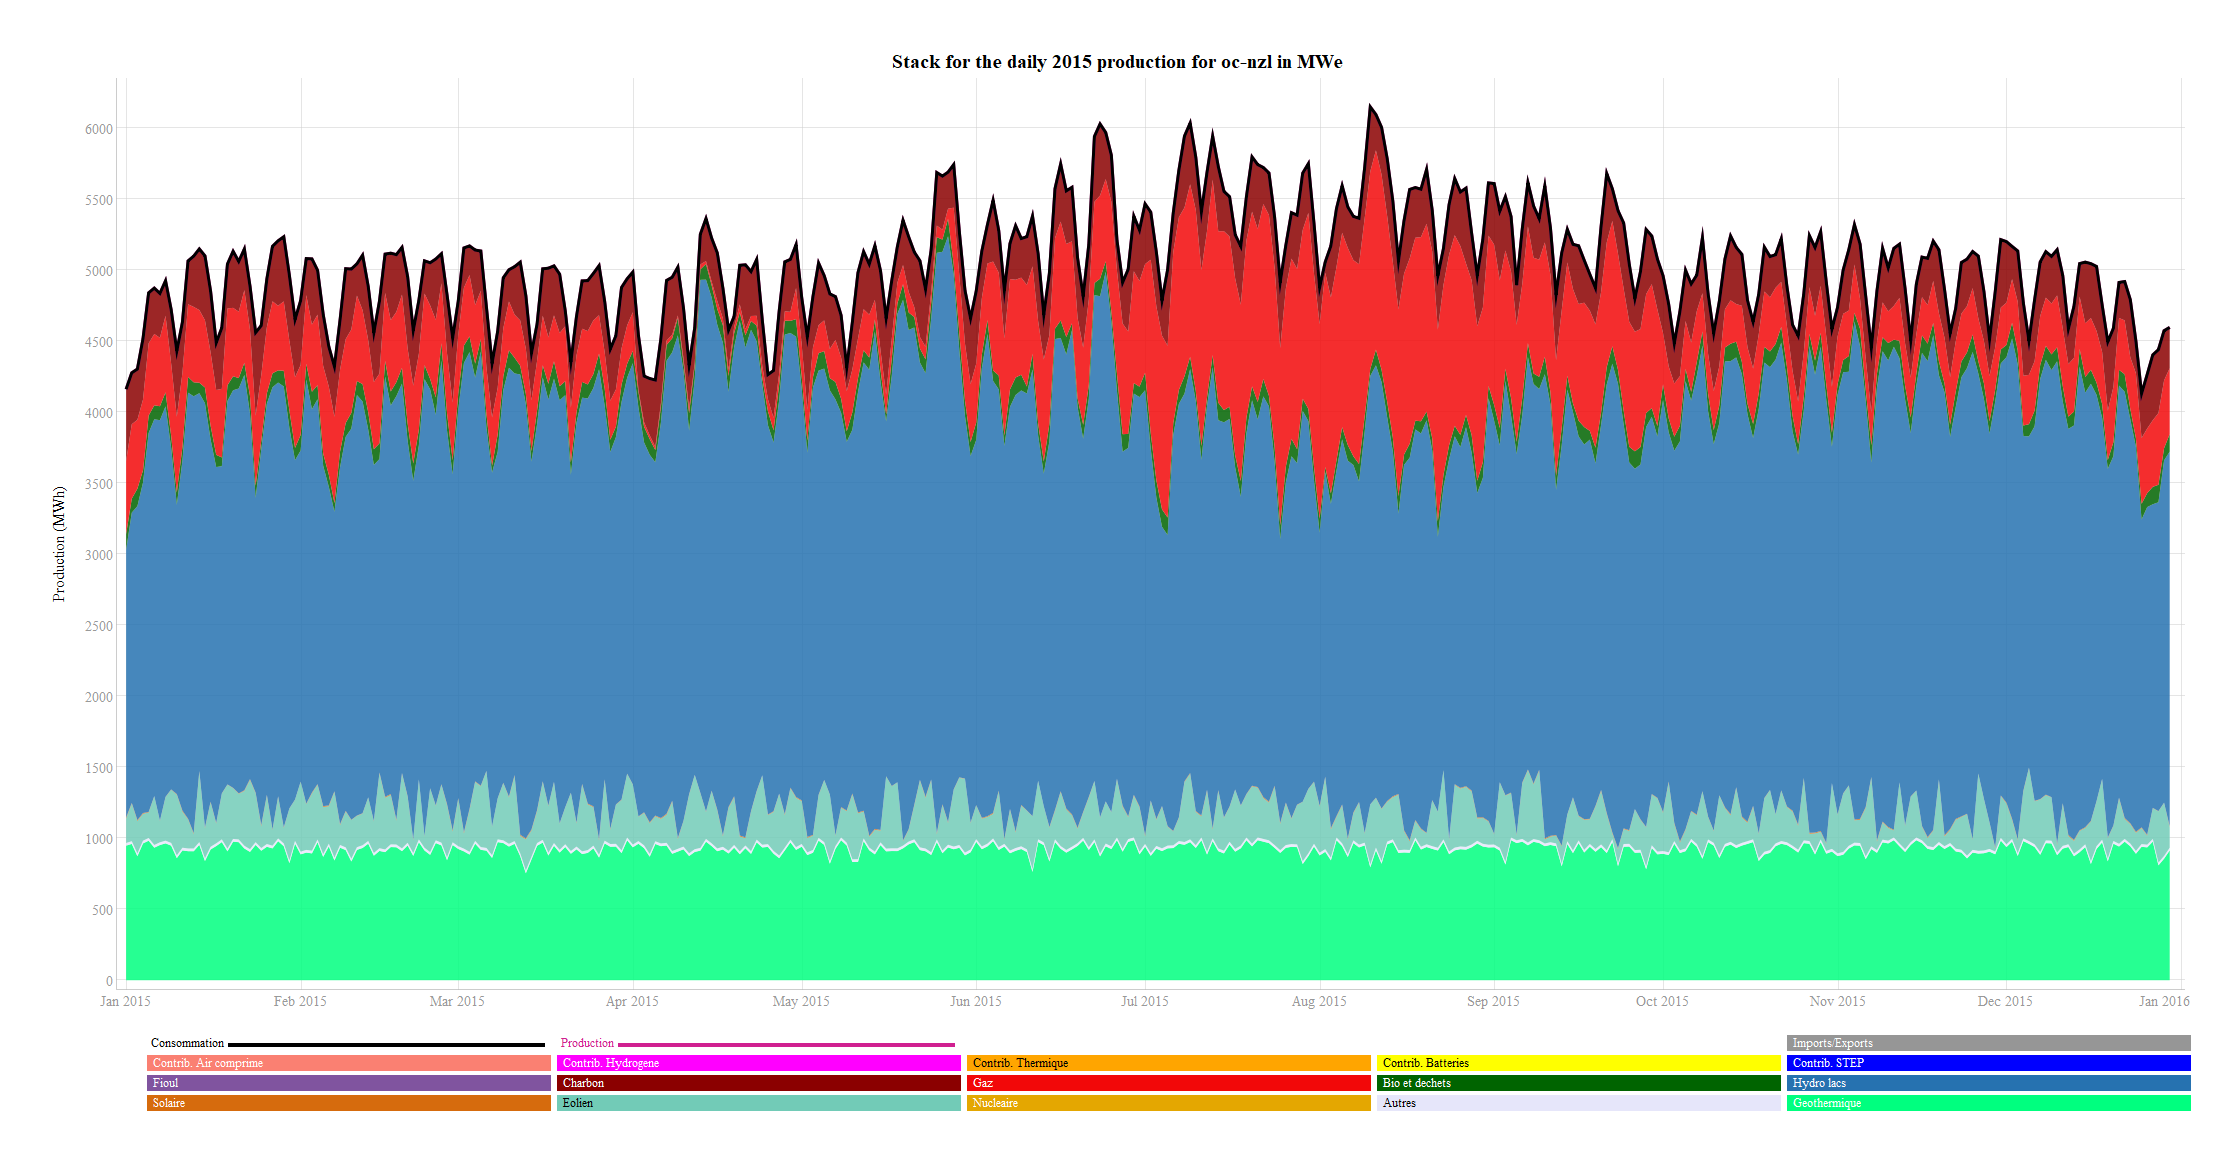 Stack for the daily 2015 production for oc-nzl in MWe
Production (MWh)
6000
5500
5000
4500
4000
3500
3000
2500
2000
1500
1000
500
0
Jan 2015 Feb 2015 Mar 2015 Apr 2015 May 2015 Jun 2015 Jul 2015 Aug 2015 Sep 2015 Oct 2015 Nov 2015 Dec 2015 Jan 2016
Consommation Production Imports/Exports
Contrib. Air comprime Contrib. Hydrogene Contrib. Thermique Contrib. Batteries Contrib. STEP
Fioul Charbon Gaz Bio et dechets Hydro lacs
Solaire Eolien Nucleaire Autres Geothermique